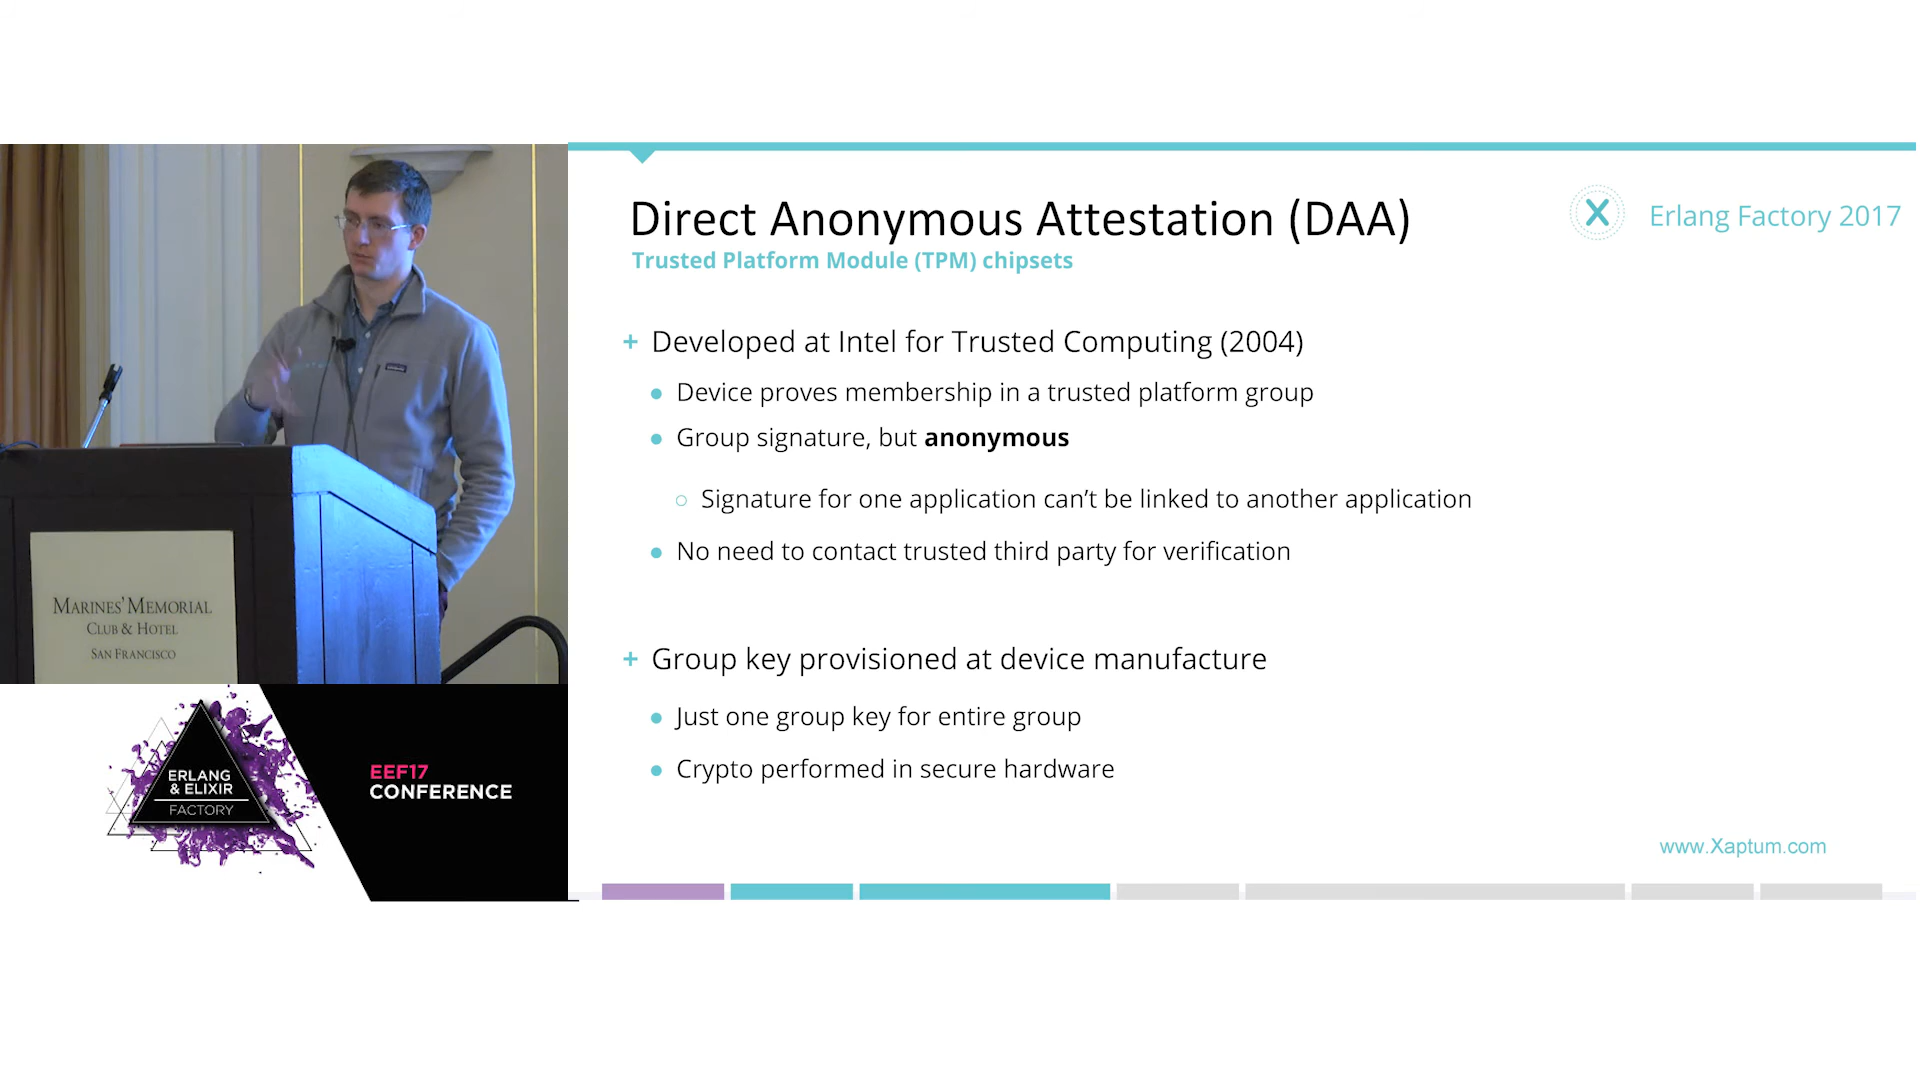 Direct Anonymous Attestation (DAA)
Trusted Platform Module (TPM) chipsets
X
Erlang Factory 2017
+ Developed at Intel for Trusted Computing (2004)
• Device proves membership in a trusted platform group
• Group signature, but anonymous
○ Signature for one application can’t be linked to another application
• No need to contact trusted third party for verification
+ Group key provisioned at device manufacture
• Just one group key for entire group
• Crypto performed in secure hardware
www.Xaptum.com
MARINES’ MEMORIAL
CLUB & HOTEL
SAN FRANCISCO
ERLANG
& ELIXIR
FACTORY
EEF17
CONFERENCE